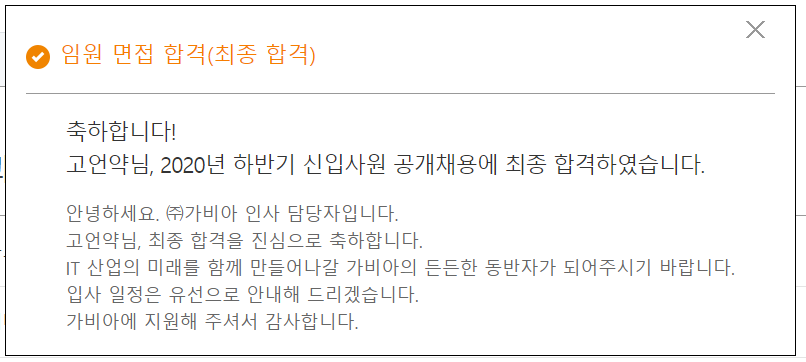 임원 면접 합격(최종 합격)
축하합니다!
고언약님, 2020년 하반기 신입사원 공개채용에 최종 합격하였습니다.
안녕하세요. ㈜가비아 인사 담당자입니다.
고언약님, 최종 합격을 진심으로 축하합니다.
IT 산업의 미래를 함께 만들어나갈 가비아의 든든한 동반자가 되어주시기 바랍니다.
입사 일정은 유선으로 안내해 드리겠습니다.
가비아에 지원해 주셔서 감사합니다.